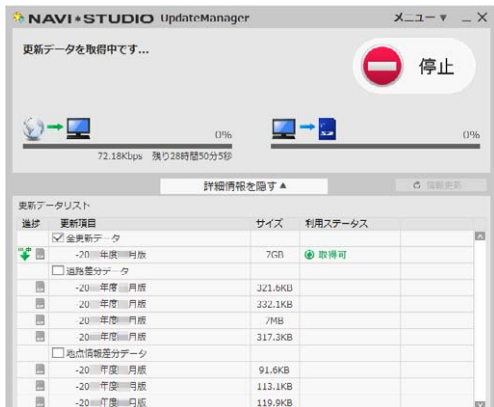 NAVI*STUDIO UpdateManager メニュー ▼ _ ×
更新データを取得中です...
停止
0% 0%
72.18Kbps 残り28時間50分5秒
詳細情報を隠す▲ 情報更新
更新データリスト
進捗 更新項目 サイズ 利用ステータス
全更新データ
-20 年度 月版 7GB 取得可
道路差分データ
-20 年度 月版 321.6KB
-20 年度 月版 332.1KB
-20 年度 月版 7MB
-20 年度 月版 317.3KB
地点情報差分データ
-20 年度 月版 91.6KB
-20 年度 月版 113.1KB
-20 年度 月版 119.9KB